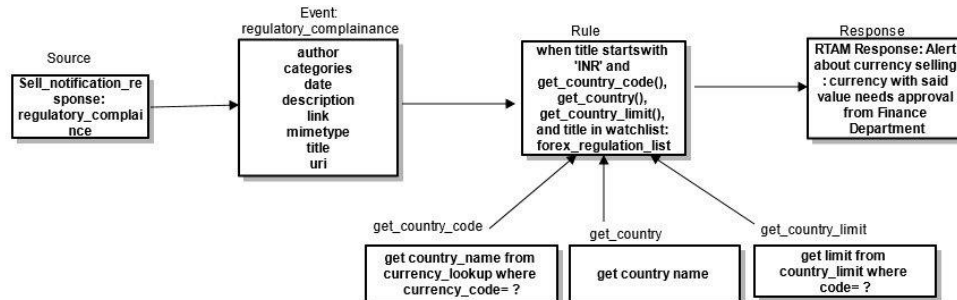 Source
Sell_notification_re
sponse:
regulatory_complai
nce
Event:
regulatory_complainance
author
categories
date
description
link
mimetype
title
uri
Rule
when title startswith
'INR' and
get_country_code(),
get_country(),
get_country_limit(),
and title in watchlist:
forex_regulation_list
Response
RTAM Response: Alert
about currency selling
: currency with said
value needs approval
from Finance
Department
get_country_code
get country_name from
currency_lookup where
currency_code= ?
get_country
get country name
get_country_limit
get limit from
country_limit where
code= ?